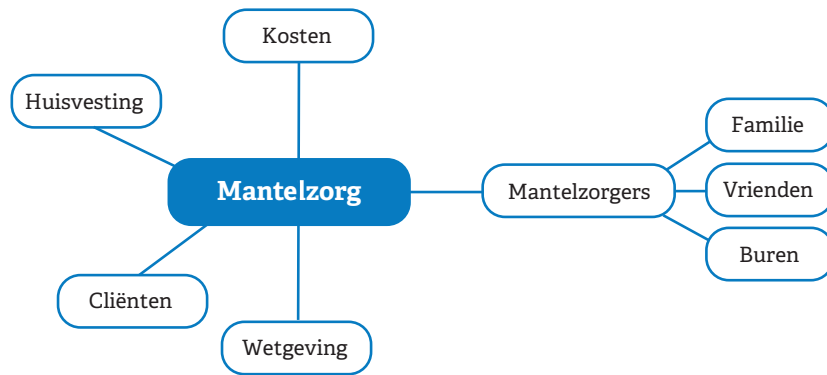 Kosten
Huisvesting
Familie
Mantelzorg
Mantelzorgers
Vrienden
Buren
Cliënten
Wetgeving